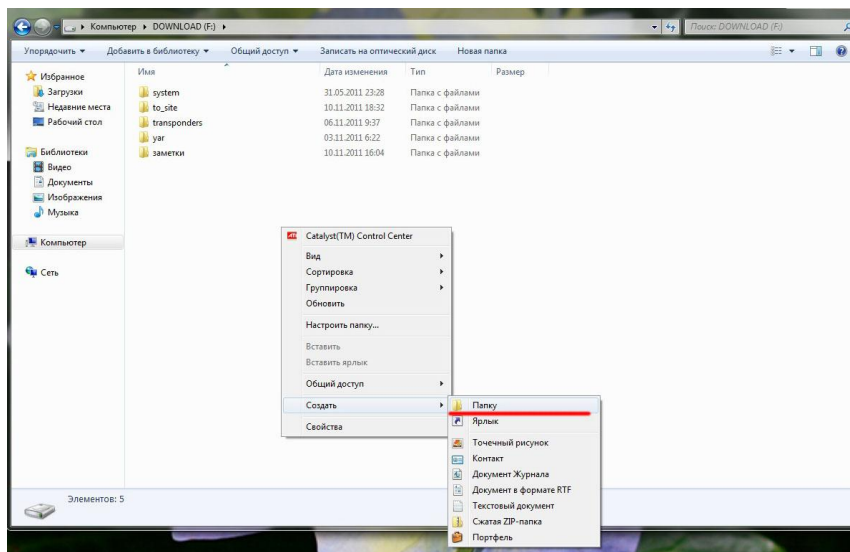 Компьютер ▸ DOWNLOAD (F:) ▸
Поиск: DOWNLOAD (F:)
Упорядочить Добавить в библиотеку Общий доступ Записать на оптический диск Новая папка
Имя Дата изменения Тип Размер
Избранное
Загрузки
Недавние места
Рабочий стол
Библиотеки
Видео
Документы
Изображения
Музыка
Компьютер
Сеть
system 31.05.2011 23:28 Папка с файлами
to_site 10.11.2011 18:32 Папка с файлами
transponders 06.11.2011 9:37 Папка с файлами
yar 03.11.2011 6:22 Папка с файлами
заметки 10.11.2011 16:04 Папка с файлами
Catalyst(TM) Control Center
Вид
Сортировка
Группировка
Обновить
Настроить папку...
Вставить
Вставить ярлык
Общий доступ
Создать
Свойства
Папку
Ярлык
Точечный рисунок
Контакт
Документ Журнала
Документ в формате RTF
Текстовый документ
Сжатая ZIP-папка
Портфель
Элементов: 5